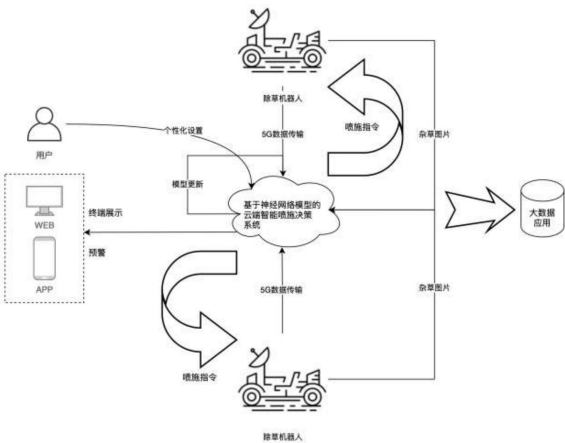 除草机器人
5G数据传输
喷施指令
杂草图片
个性化设置
用户
模型更新
基于神经网络模型的
云端智能喷施决策
系统
终端展示
WEB
预警
APP
大数据
应用
5G数据传输
杂草图片
喷施指令
除草机器人